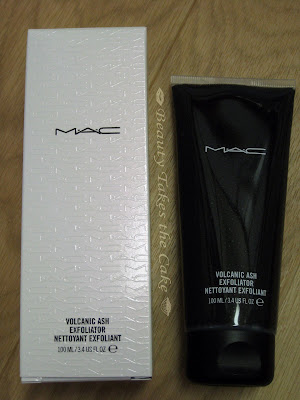 MAC
VOLCANIC ASH
EXFOLIATOR
NETTOYANT EXFOLIANT
100 ML/3.4 US FL OZ ℮
Beauty Takes the Cake
MAC
VOLCANIC ASH
EXFOLIATOR
NETTOYANT EXFOLIANT
100 ML/3.4 US FL OZ ℮